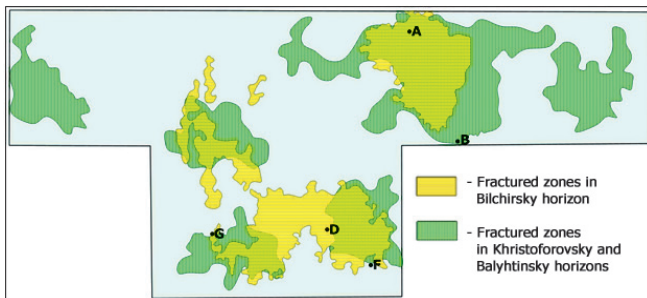 A
B
G
D
F
- Fractured zones in
Bilchirsky horizon
- Fractured zones
in Khristoforovsky and
Balyhtinsky horizons